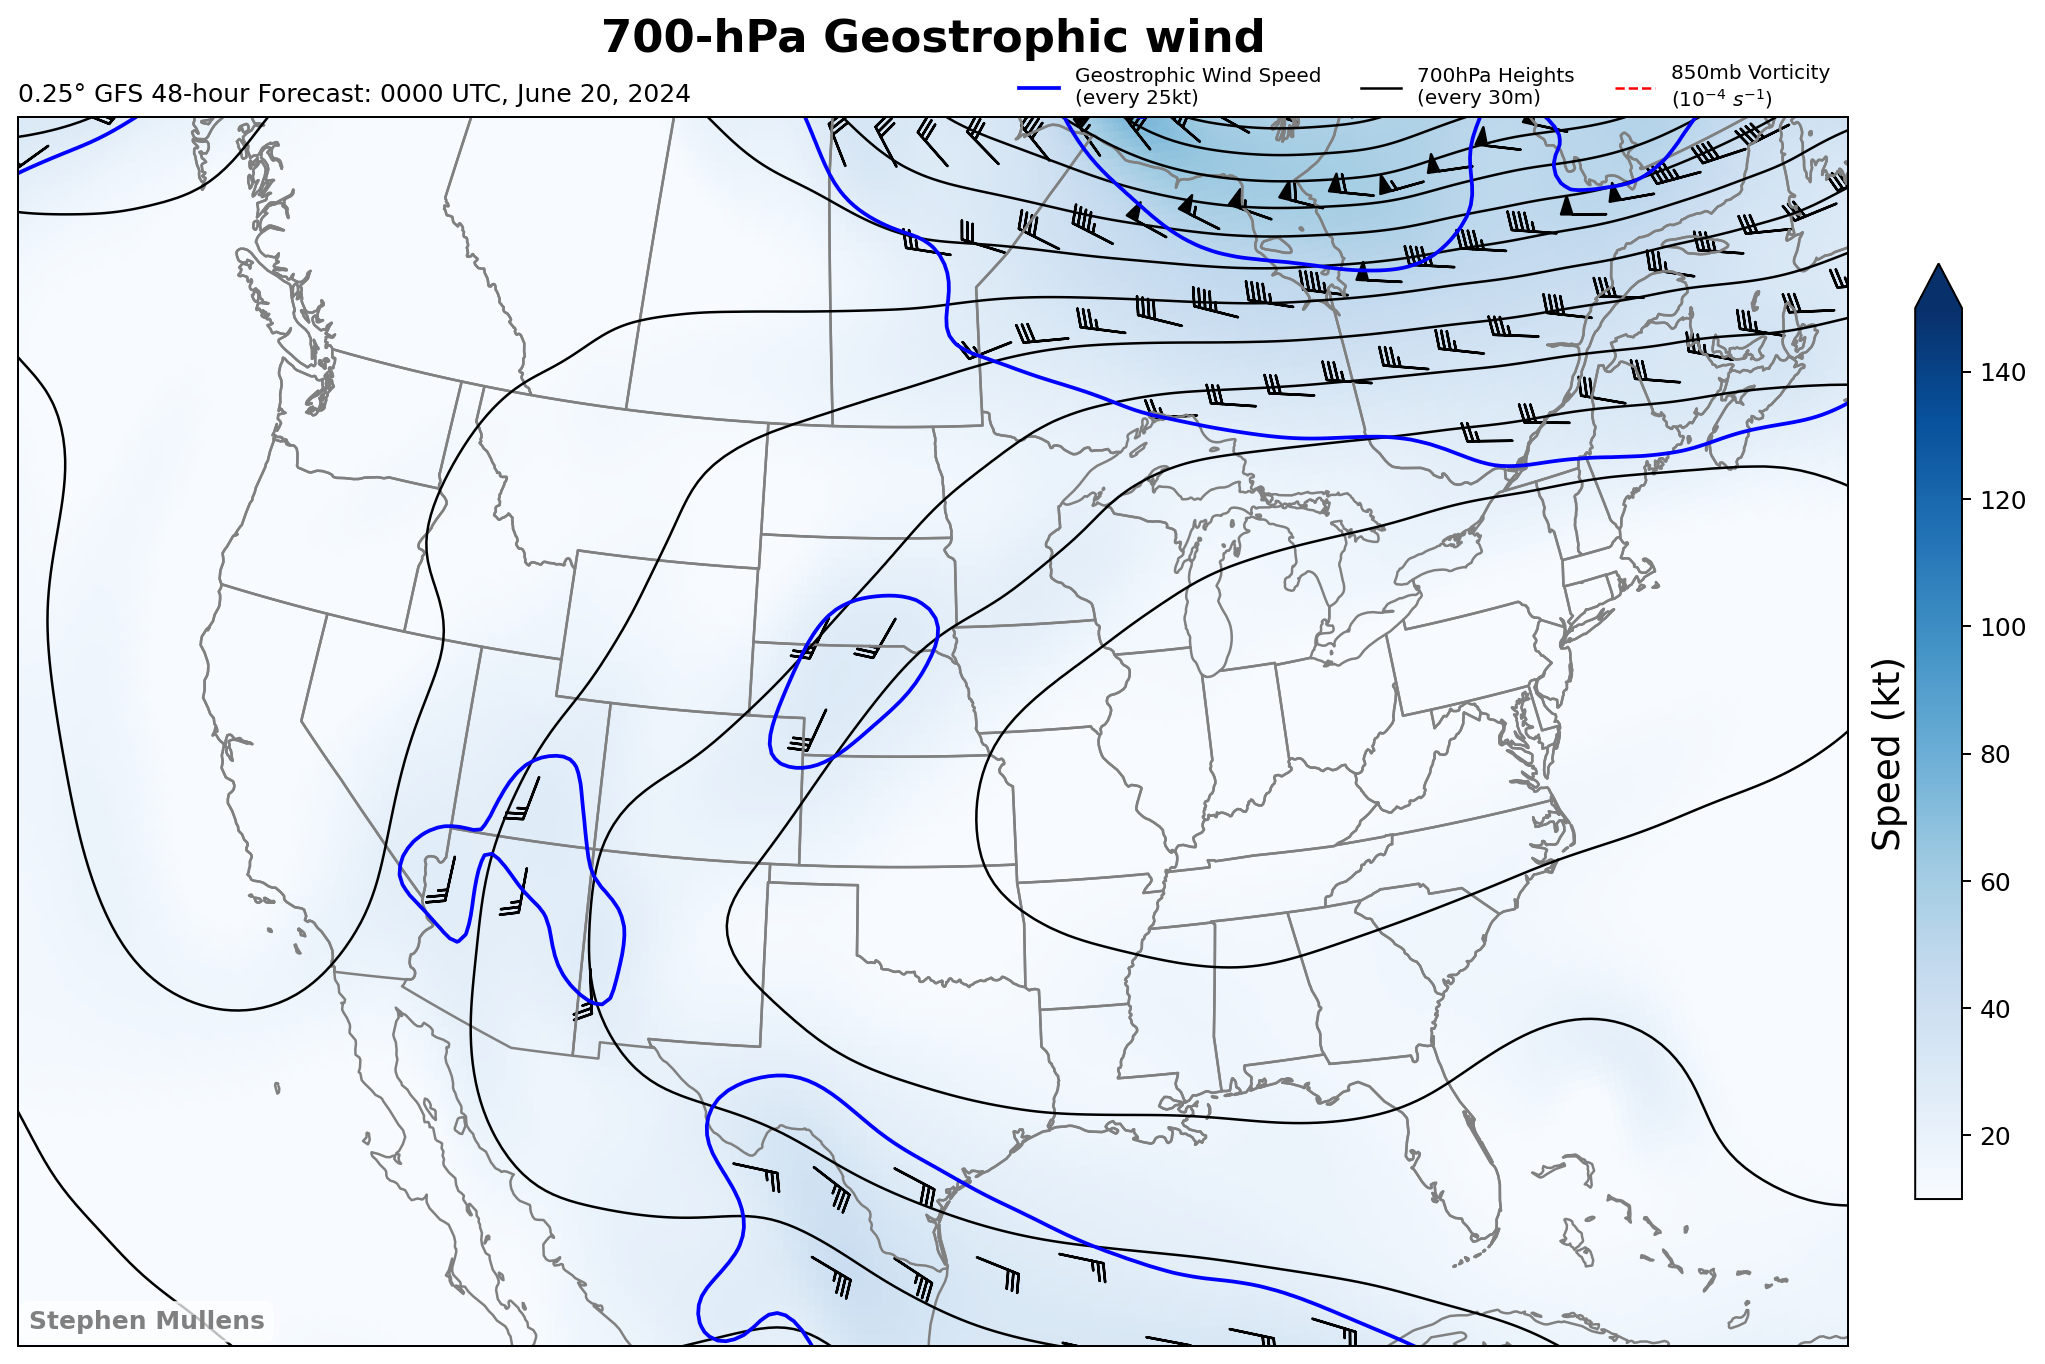 700-hPa Geostrophic wind
0.25° GFS 48-hour Forecast: 0000 UTC, June 20, 2024
Geostrophic Wind Speed
(every 25kt)
700hPa Heights
(every 30m)
850mb Vorticity
(10⁻⁴ s⁻¹)
140
120
100
80
60
40
20
Speed (kt)
Stephen Mullens